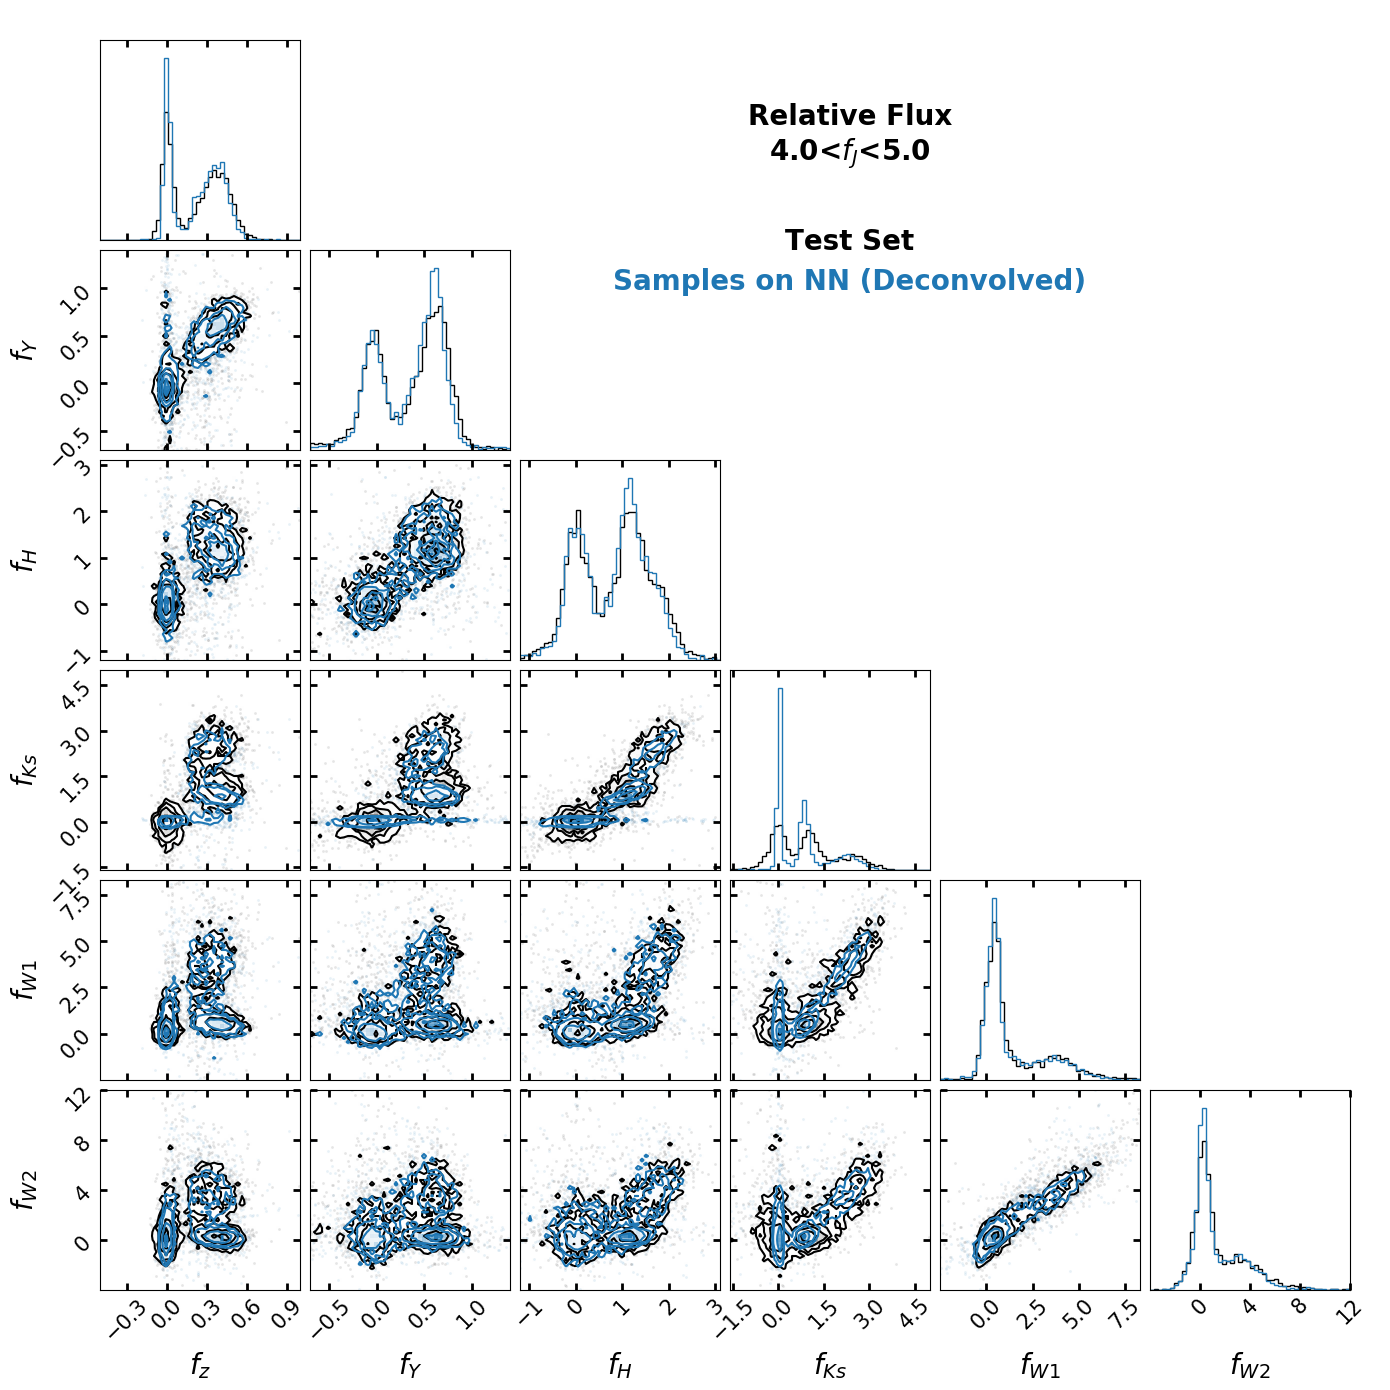 Relative Flux
4.0<f_J<5.0
Test Set
Samples on NN (Deconvolved)
f_Y
1.0
0.5
0.0
−0.5
f_H
3
2
1
0
−1
f_Ks
4.5
3.0
1.5
0.0
−1.5
f_W1
7.5
5.0
2.5
0.0
f_W2
12
8
4
0
−0.3 0.0 0.3 0.6 0.9
−0.5 0.0 0.5 1.0
−1 0 1 2 3
−1.5 0.0 1.5 3.0 4.5
0.0 2.5 5.0 7.5
0 4 8 12
f_z f_Y f_H f_Ks f_W1 f_W2